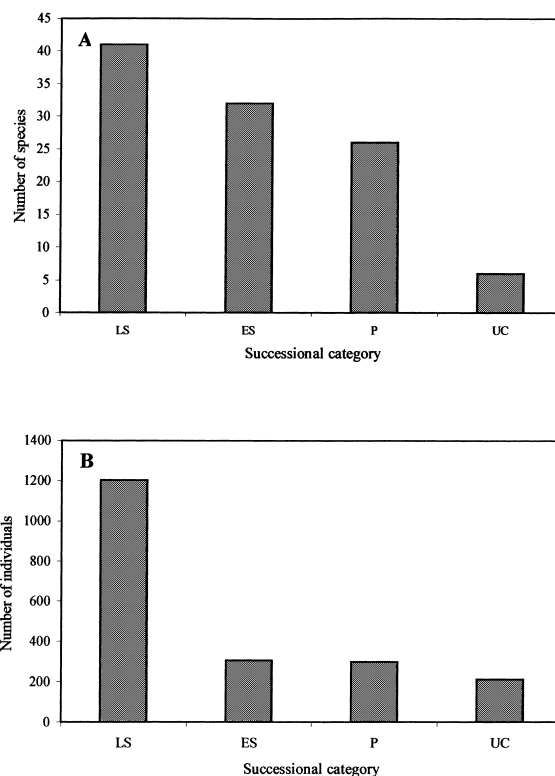 A
45
40
35
30
25
20
15
10
5
0
Number of species
LS ES P UC
Successional category
B
1400
1200
1000
800
600
400
200
0
Number of individuals
LS ES P UC
Successional category